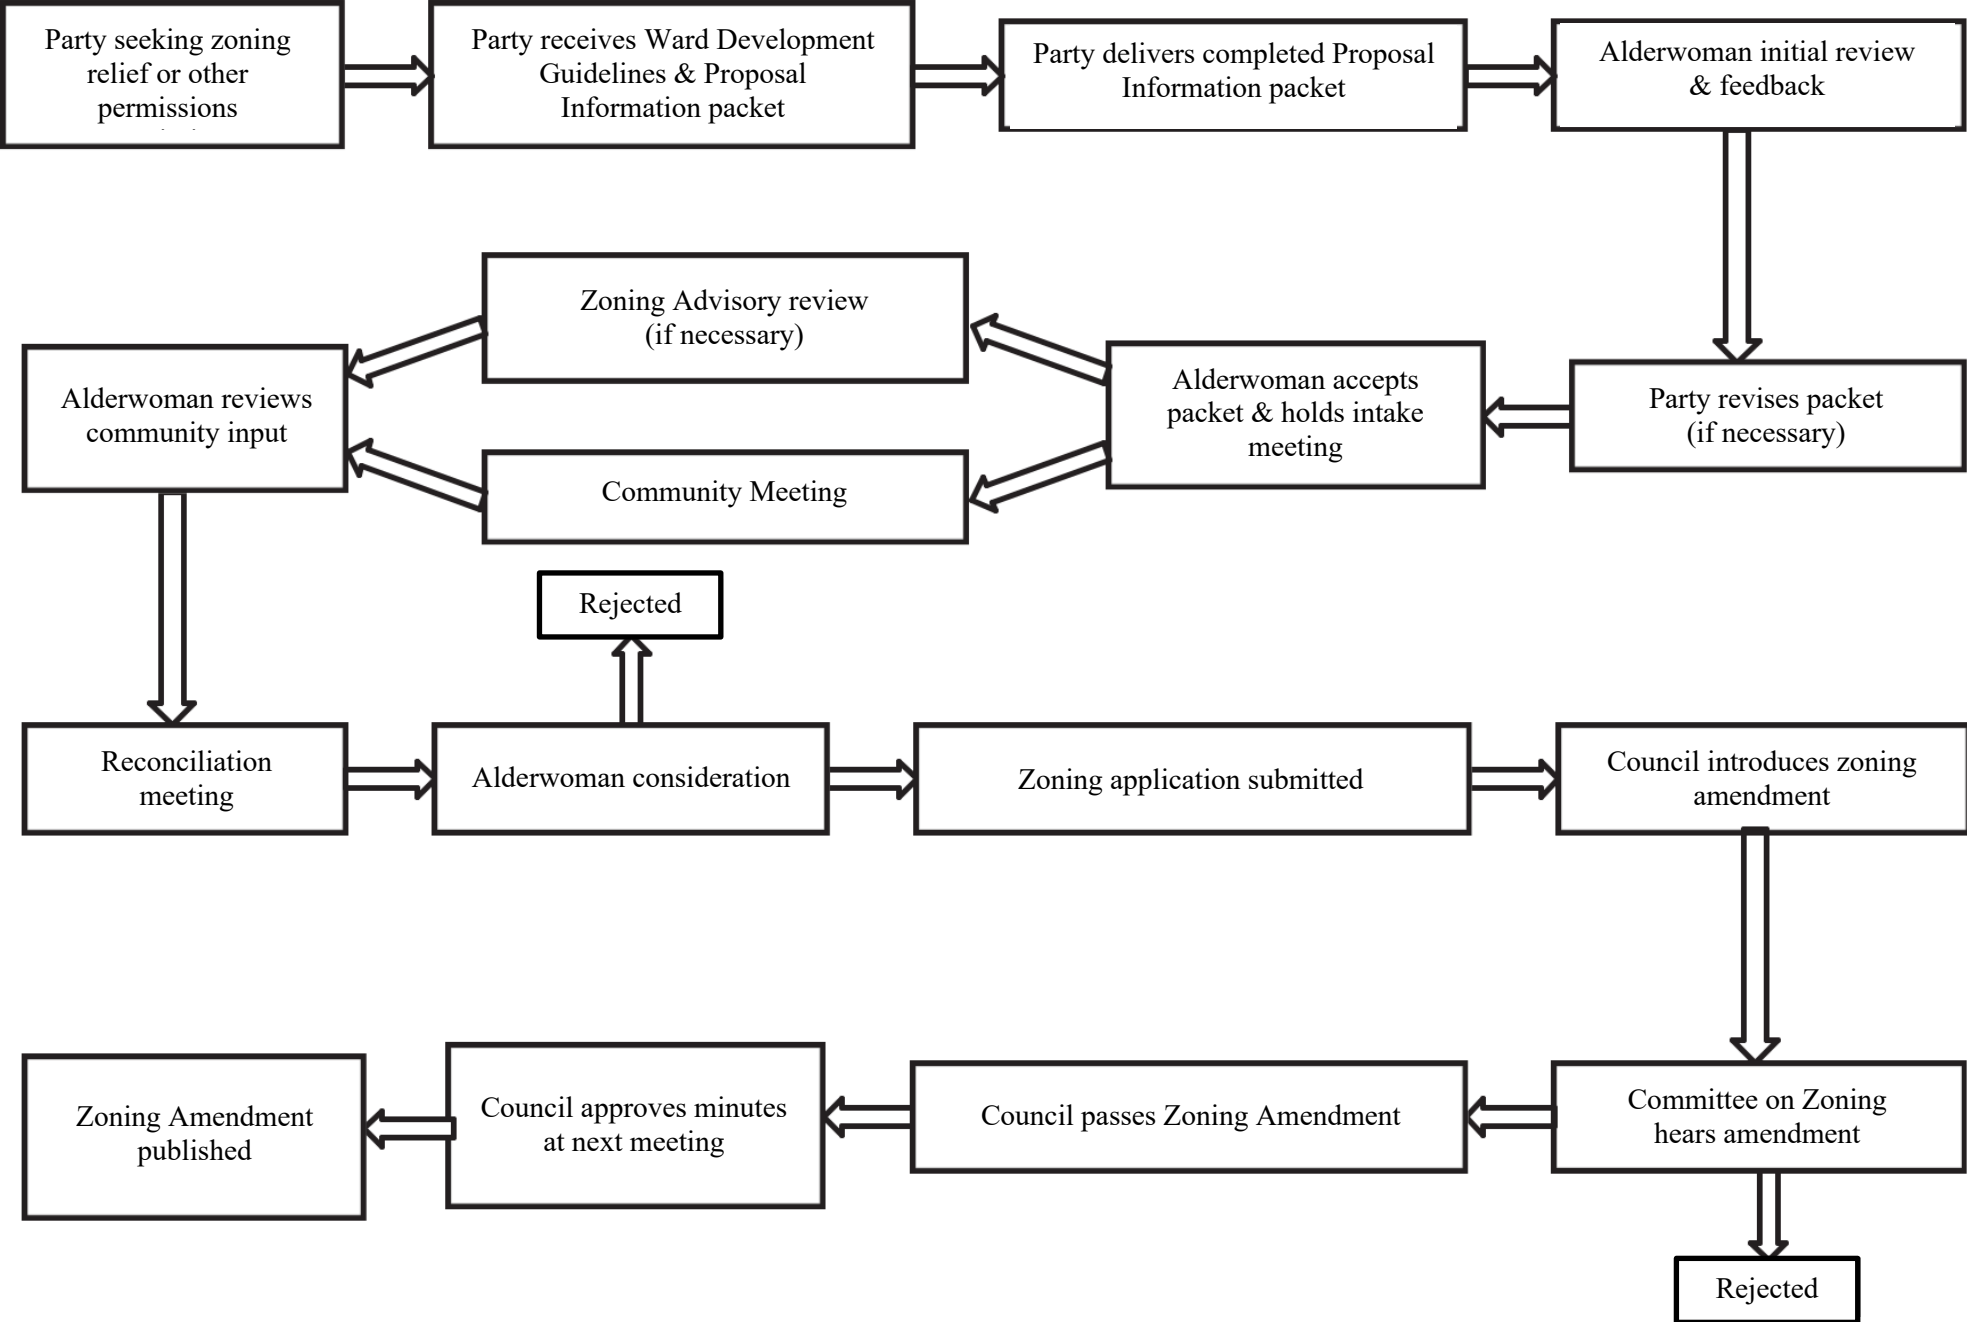 Party seeking zoning
relief or other
permissions
Party receives Ward Development
Guidelines & Proposal
Information packet
Party delivers completed Proposal
Information packet
Alderwoman initial review
& feedback
Zoning Advisory review
(if necessary)
Alderwoman reviews
community input
Alderwoman accepts
packet & holds intake
meeting
Party revises packet
(if necessary)
Community Meeting
Rejected
Reconciliation
meeting
Alderwoman consideration
Zoning application submitted
Council introduces zoning
amendment
Zoning Amendment
published
Council approves minutes
at next meeting
Council passes Zoning Amendment
Committee on Zoning
hears amendment
Rejected